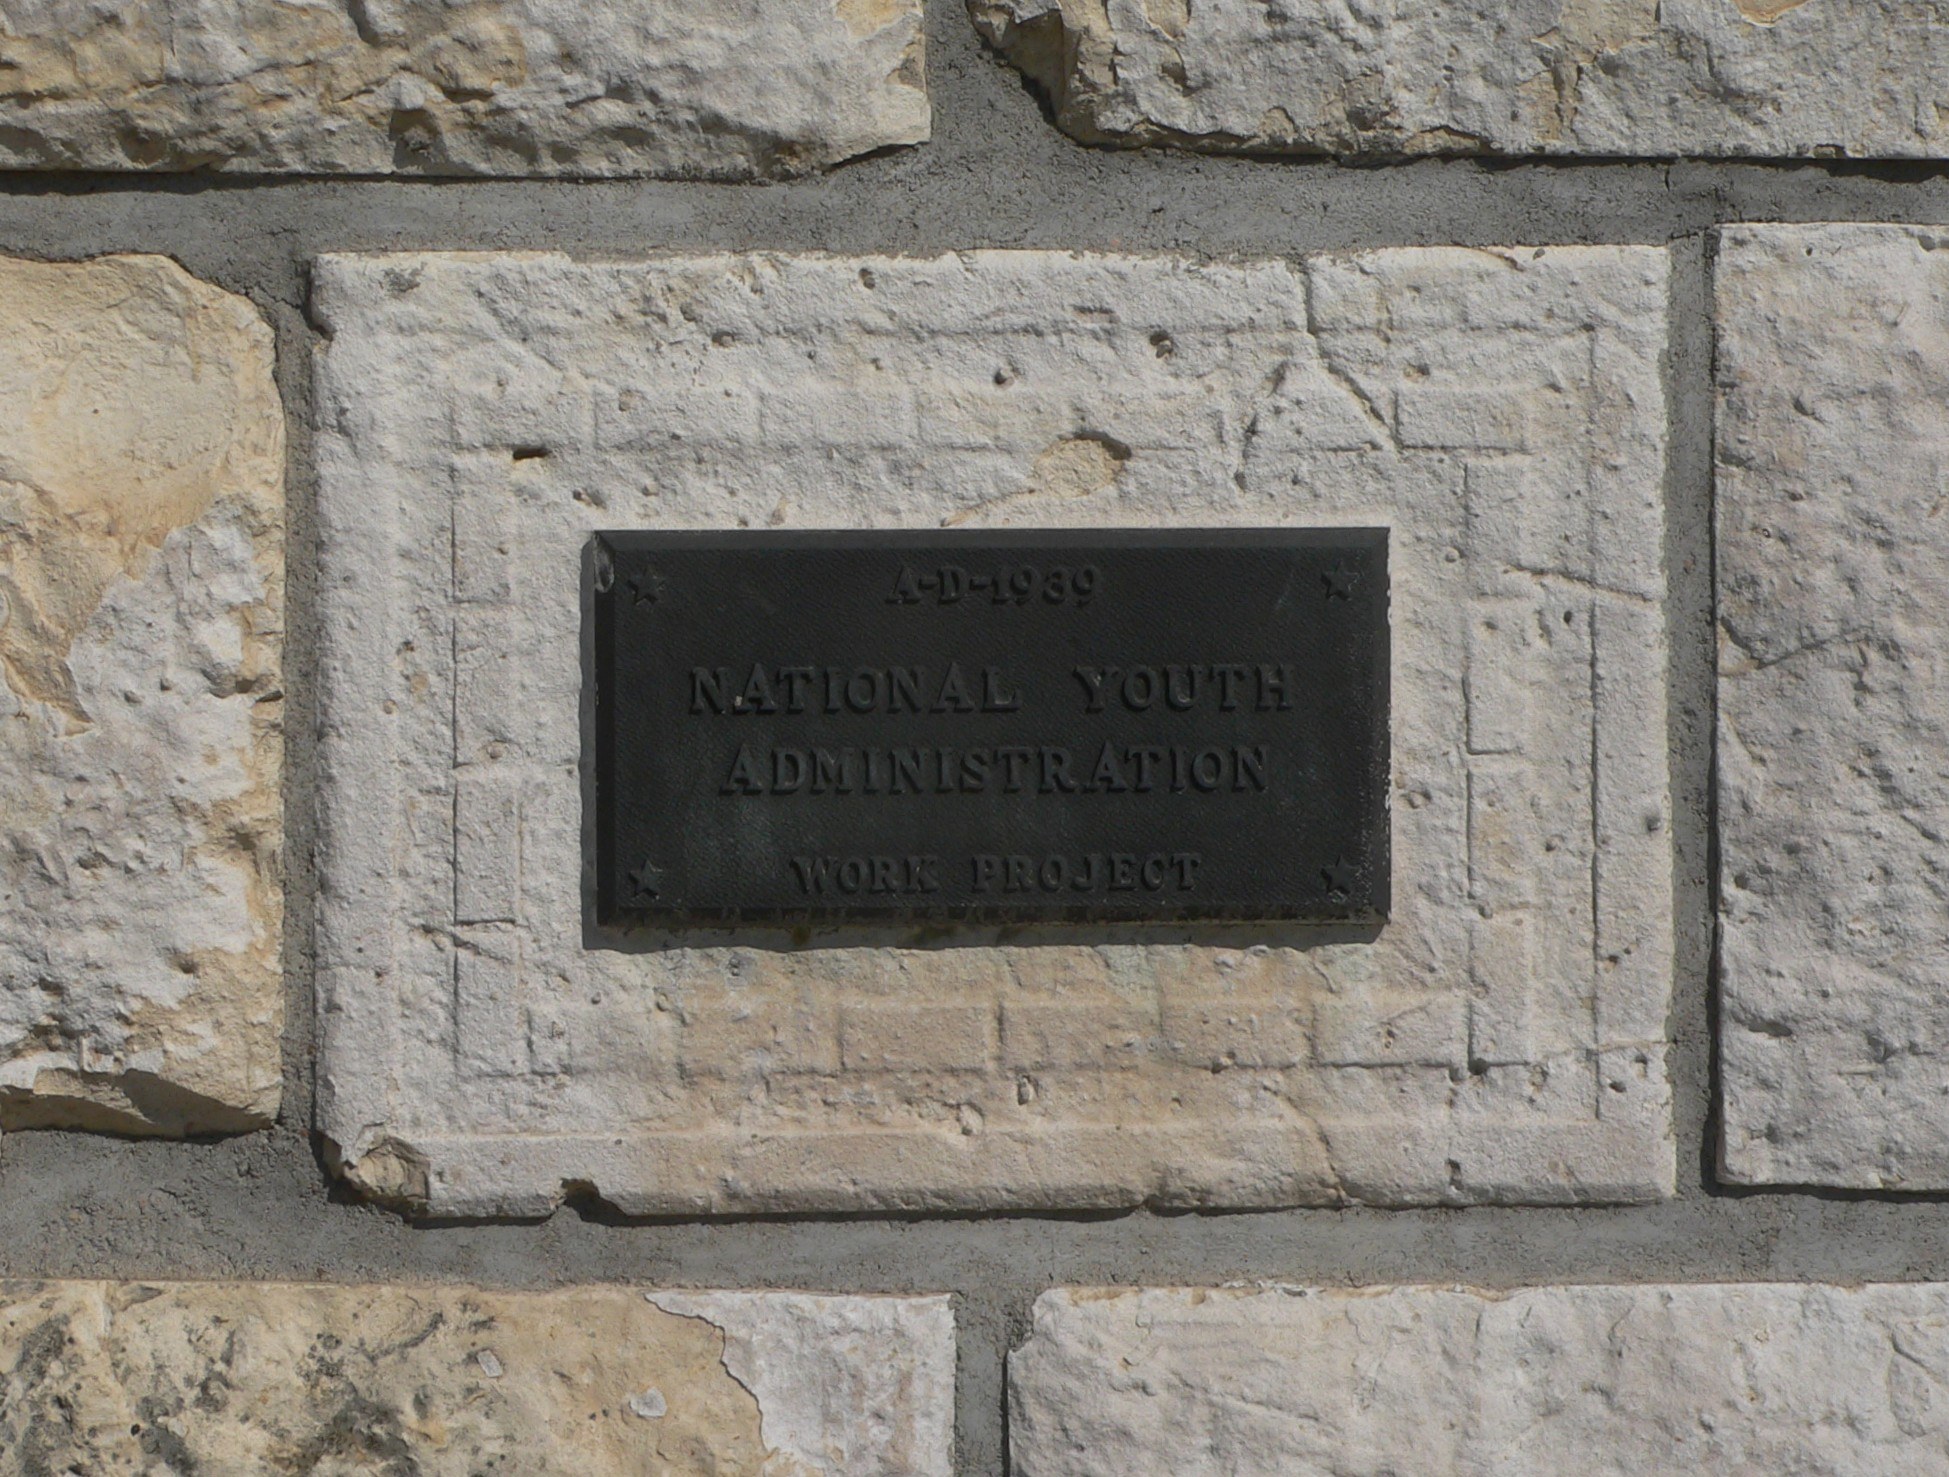 A-D-1939
NATIONAL YOUTH
ADMINISTRATION
WORK PROJECT